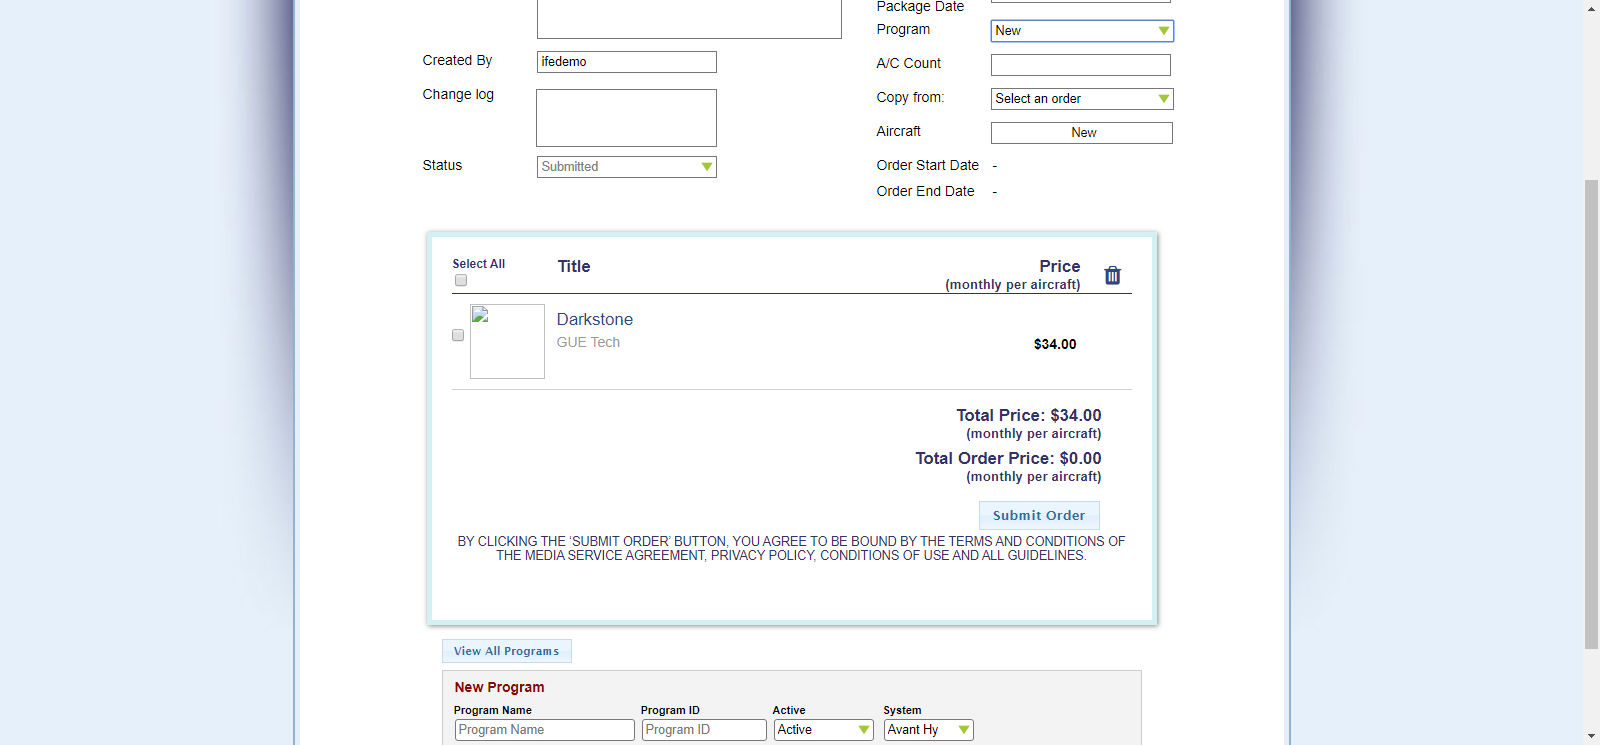 Package Date
Program New
Created By ifedemo
A/C Count
Change log
Copy from: Select an order
Aircraft New
Status Submitted
Order Start Date -
Order End Date -
Select All Title Price
(monthly per aircraft)
Darkstone
GUE Tech
$34.00
Total Price: $34.00
(monthly per aircraft)
Total Order Price: $0.00
(monthly per aircraft)
Submit Order
BY CLICKING THE ‘SUBMIT ORDER’ BUTTON, YOU AGREE TO BE BOUND BY THE TERMS AND CONDITIONS OF
THE MEDIA SERVICE AGREEMENT, PRIVACY POLICY, CONDITIONS OF USE AND ALL GUIDELINES.
View All Programs
New Program
Program Name Program ID Active System
Program Name Program ID Active Avant Hy